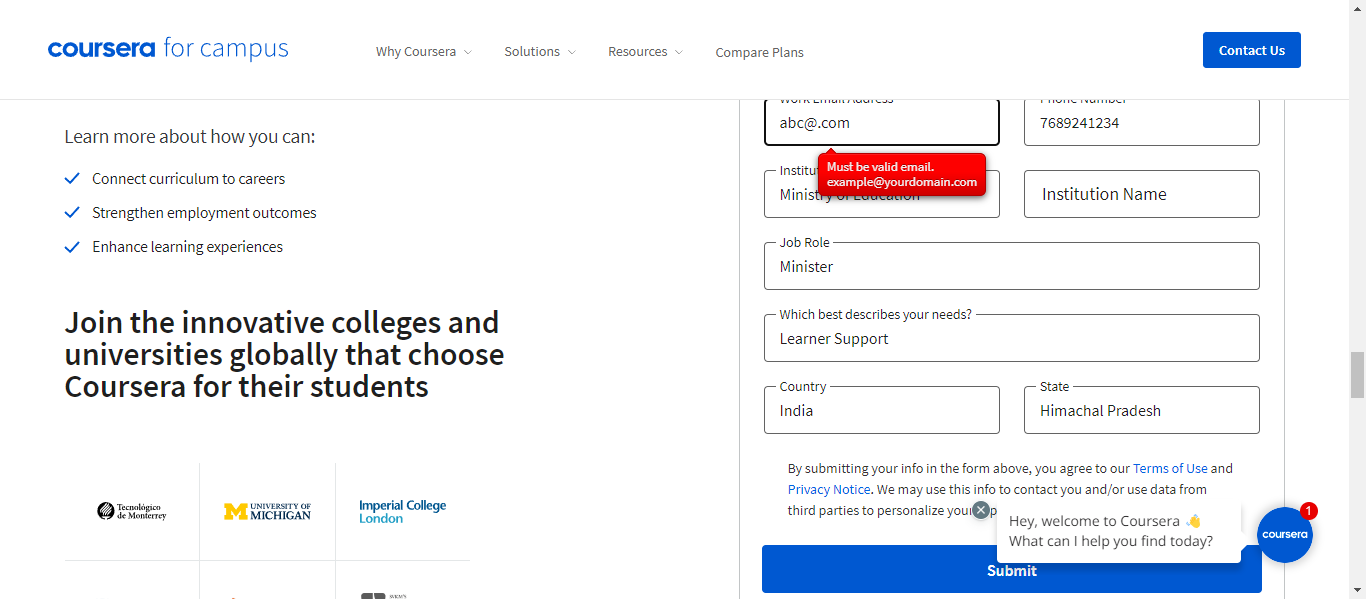 coursera for campus
Why Coursera
Solutions
Resources
Compare Plans
Contact Us
Learn more about how you can:
Connect curriculum to careers
Strengthen employment outcomes
Enhance learning experiences
Join the innovative colleges and
universities globally that choose
Coursera for their students
Tecnológico
de Monterrey
UNIVERSITY OF
MICHIGAN
Imperial College
London
Work Email Address
abc@.com
Phone Number
7689241234
Must be valid email.
example@yourdomain.com
Ministry of Education
Institution Name
Job Role
Minister
Which best describes your needs?
Learner Support
Country
India
State
Himachal Pradesh
By submitting your info in the form above, you agree to our Terms of Use and
Privacy Notice. We may use this info to contact you and/or use data from
third parties to personalize your
Hey, welcome to Coursera 👋
What can I help you find today?
coursera
1
Submit